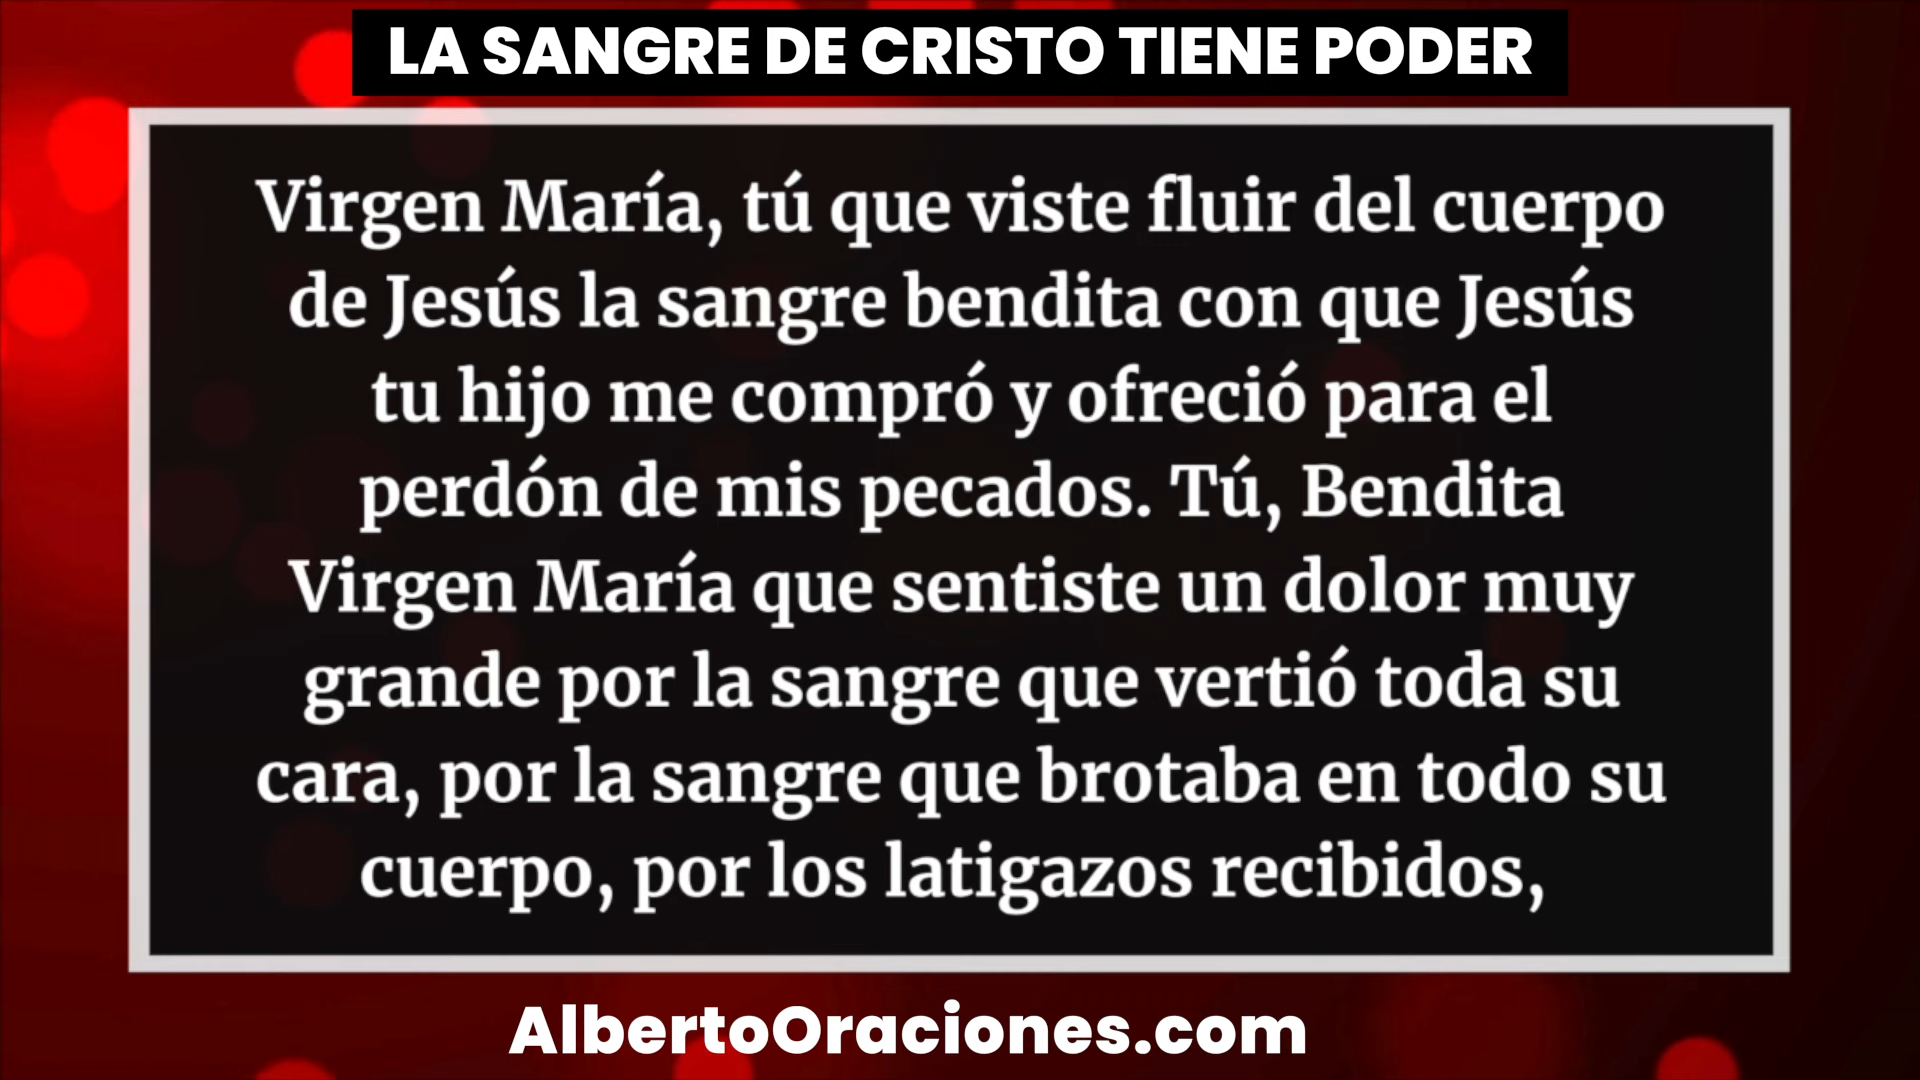 LA SANGRE DE CRISTO TIENE PODER
Virgen María, tú que viste fluir del cuerpo
de Jesús la sangre bendita con que Jesús
tu hijo me compró y ofreció para el
perdón de mis pecados. Tú, Bendita
Virgen María que sentiste un dolor muy
grande por la sangre que vertió toda su
cara, por la sangre que brotaba en todo su
cuerpo, por los latigazos recibidos,
AlbertoOraciones.com